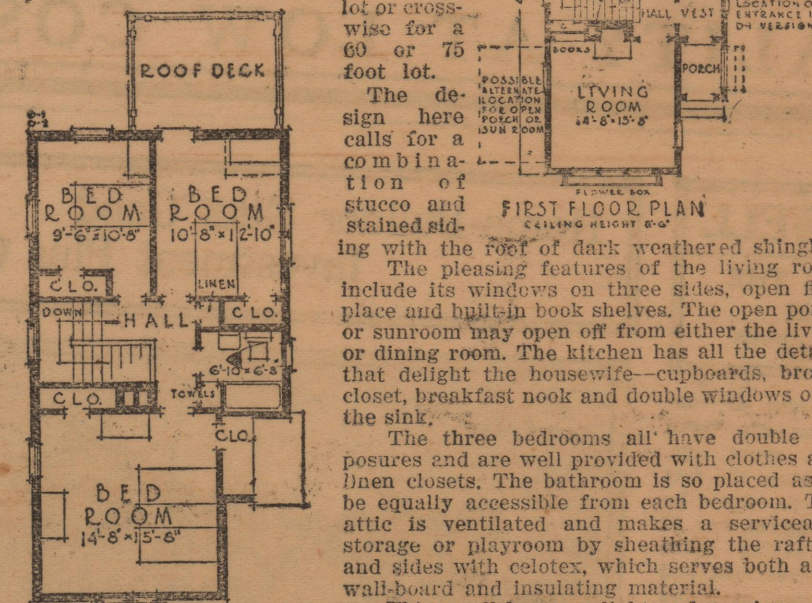 ROOF DECK
BED
ROOM
9'-6"x10'-8"
BED
ROOM
10'-8"x12'-10"
CLO.
LINEN
CLO.
DOWN
HALL
6'-10"x6'-8"
CLO.
TOWELS
CLO.
BED
ROOM
14'-8"x15'-8"
lot or cross-
wise for a
60 or 75
foot lot.
The de-
sign here
calls for a
combina-
tion of
stucco and
stained sid-
ing with the roof of dark weathered shingl
The pleasing features of the living ro
include its windows on three sides, open f
place and built-in book shelves. The open po
or sunroom may open off from either the liv
or dining room. The kitchen has all the det
that delight the housewife—cupboards, bro
closet, breakfast nook and double windows o
the sink.
The three bedrooms all have double
posures and are well provided with clothes a
linen closets. The bathroom is so placed as
be equally accessible from each bedroom. T
attic is ventilated and makes a servicea
storage or playroom by sheathing the raft
and sides with celotex, which serves both a
wall-board and insulating material.
HALL VEST
LOCATION O
ENTRANCE I
BOOKS
PORCH
POSSIBLE
ALTERNATE
LOCATION
FOR OPEN
PORCH OR
SUN ROOM
LIVING
ROOM
14'-8"x15'-8"
FLOWER BOX
FIRST FLOOR PLAN
CEILING HEIGHT